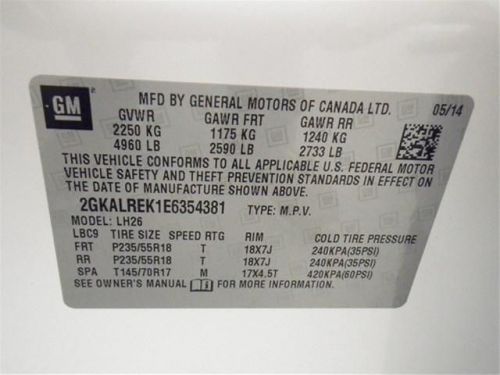 GM
MFD BY GENERAL MOTORS OF CANADA LTD. 05/14
GVWR GAWR FRT GAWR RR
2250 KG 1175 KG 1240 KG
4960 LB 2590 LB 2733 LB
THIS VEHICLE CONFORMS TO ALL APPLICABLE U.S. FEDERAL MOTOR
VEHICLE SAFETY AND THEFT PREVENTION STANDARDS IN EFFECT ON
THE DATE OF MANUFACTURE SHOWN ABOVE.
2GKALREK1E6354381 TYPE: M.P.V.
MODEL: LH26
LBC9 TIRE SIZE SPEED RTG RIM COLD TIRE PRESSURE
FRT P235/55R18 T 18X7J 240KPA(35PSI)
RR P235/55R18 T 18X7J 240KPA(35PSI)
SPA T145/70R17 M 17X4.5T 420KPA(60PSI)
SEE OWNER'S MANUAL FOR MORE INFORMATION.